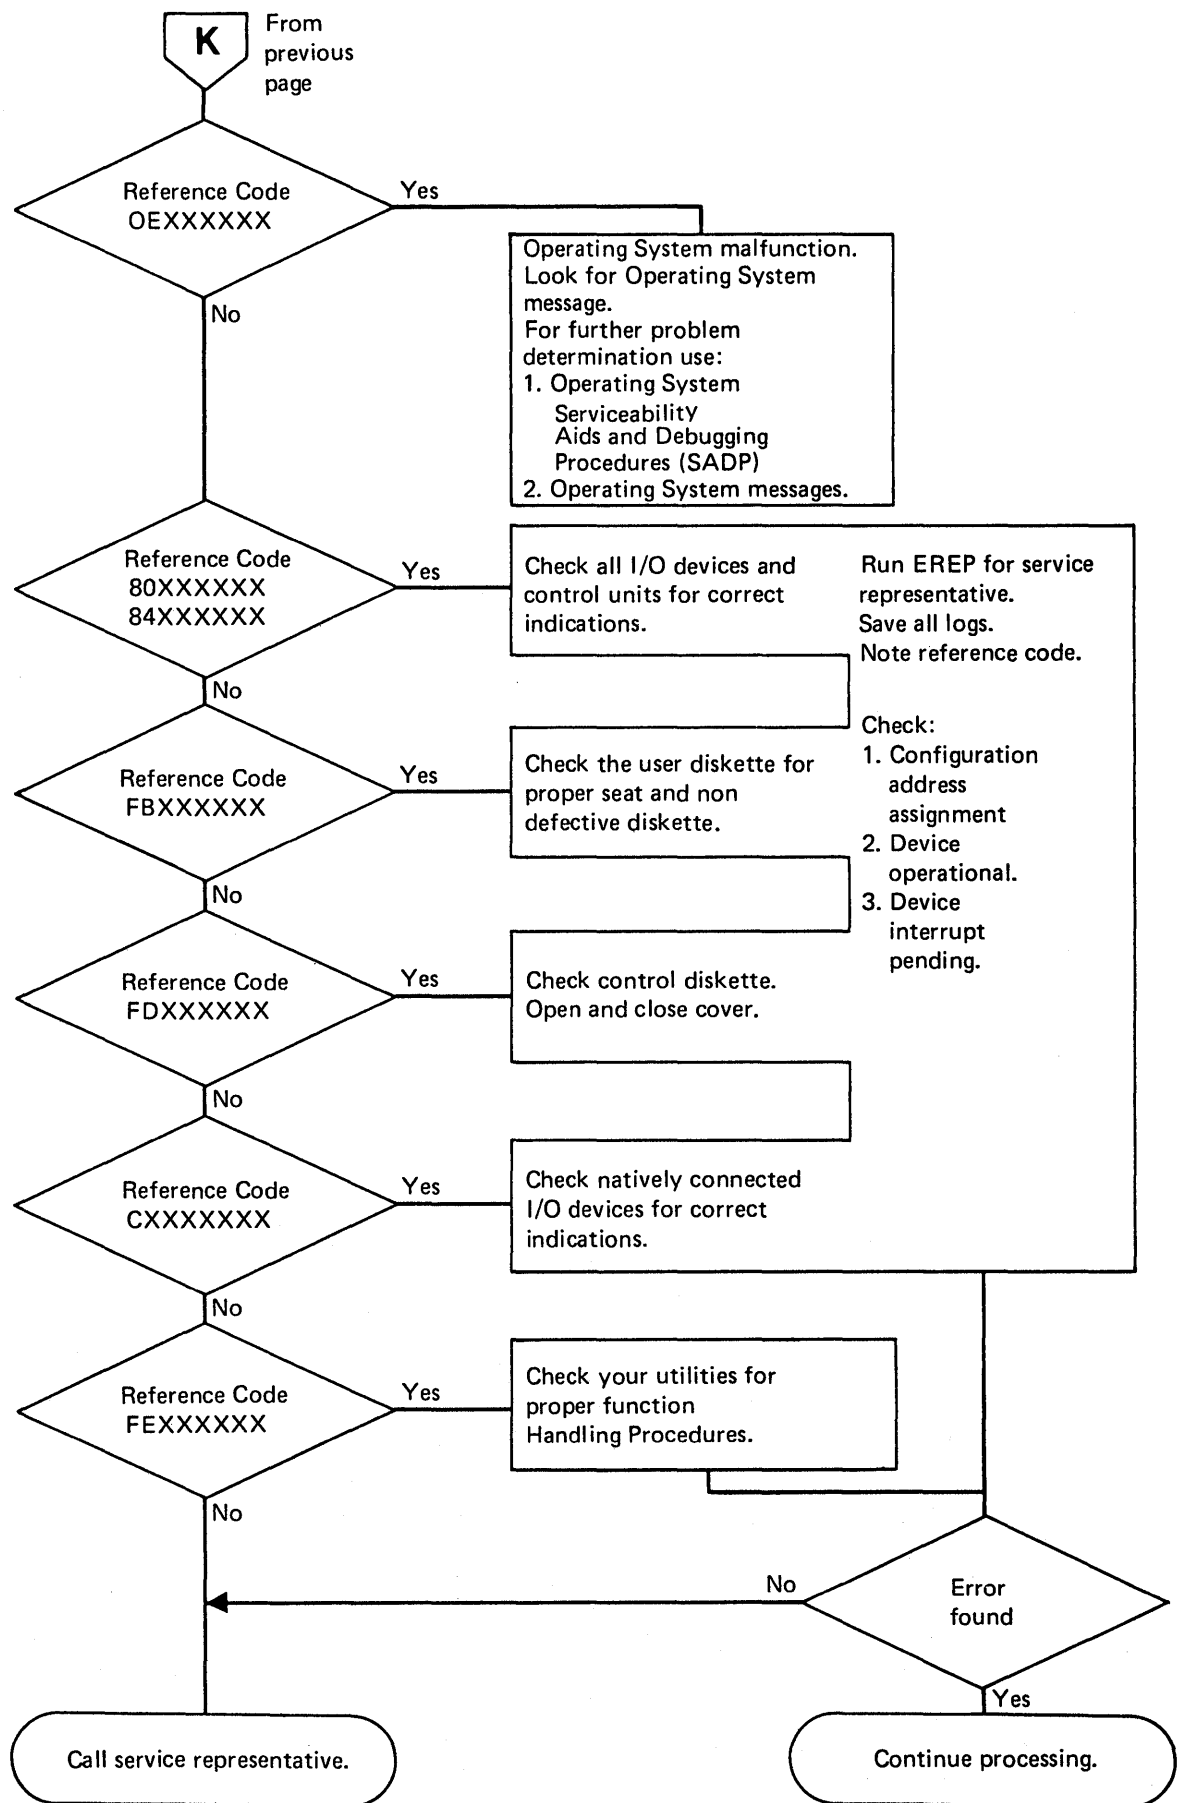 K
From
previous
page
Reference Code
OEXXXXXX
Yes
No
Operating System malfunction.
Look for Operating System
message.
For further problem
determination use:
1. Operating System
Serviceability
Aids and Debugging
Procedures (SADP)
2. Operating System messages.
Reference Code
80XXXXXX
84XXXXXX
Yes
No
Check all I/O devices and
control units for correct
indications.
Run EREP for service
representative.
Save all logs.
Note reference code.
Check:
1. Configuration
address
assignment
2. Device
operational.
3. Device
interrupt
pending.
Reference Code
FBXXXXXX
Yes
No
Check the user diskette for
proper seat and non
defective diskette.
Reference Code
FDXXXXXX
Yes
No
Check control diskette.
Open and close cover.
Reference Code
CXXXXXXX
Yes
No
Check natively connected
I/O devices for correct
indications.
Reference Code
FEXXXXXX
Yes
No
Check your utilities for
proper function
Handling Procedures.
Error
found
No
Yes
Call service representative.
Continue processing.